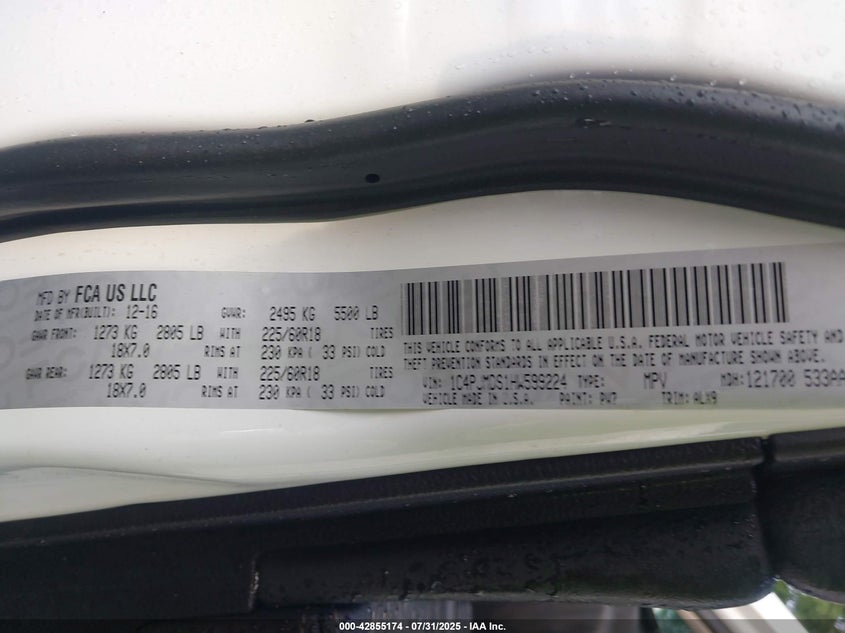 MFD BY FCA US LLC
DATE OF MFR(BUILT): 12-16 GVWR: 2495 KG 5500 LB
GAWR FRONT: 1273 KG 2805 LB WITH 225/60R18 TIRES
18X7.0 RIMS AT 230 KPA ( 33 PSI) COLD
GAWR REAR: 1273 KG 2805 LB WITH 225/60R18 TIRES
18X7.0 RIMS AT 230 KPA ( 33 PSI) COLD
THIS VEHICLE CONFORMS TO ALL APPLICABLE U.S.A. FEDERAL MOTOR VEHICLE SAFETY AND
THEFT PREVENTION STANDARDS IN EFFECT ON THE DATE OF MANUFACTURE SHOWN ABOVE.
VIN: TYPE: MPV MDH: 121700 533AA
VEHICLE MADE IN U.S.A. PAINT: PW7 TRIM: ALX9
000-42855174 | 07/31/2025 - IAA Inc.